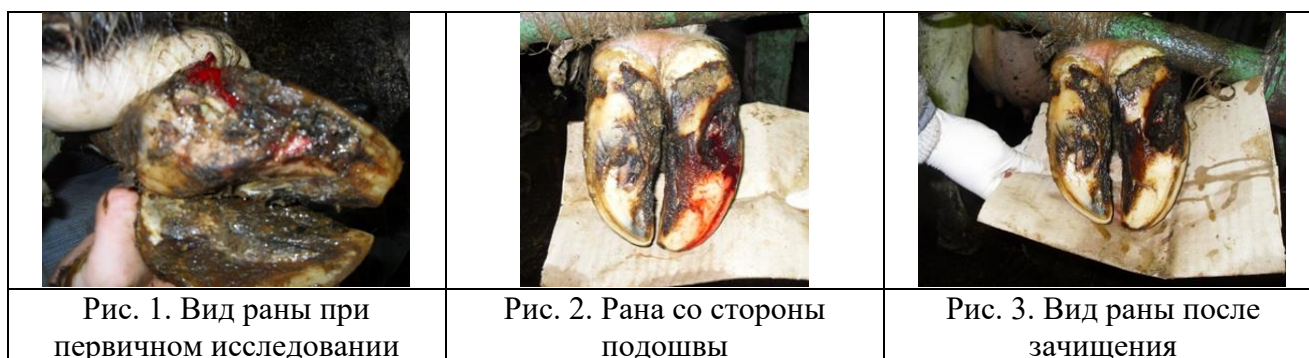 Рис. 1. Вид раны при
первичном исследовании
Рис. 2. Рана со стороны
подошвы
Рис. 3. Вид раны после
зачищения